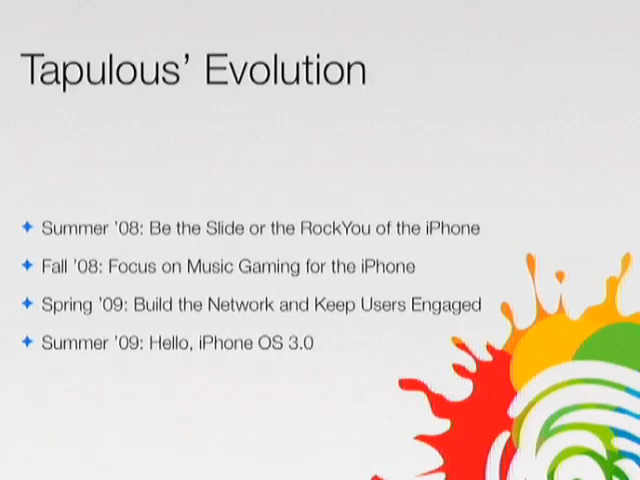 Tapulous’ Evolution
Summer ’08: Be the Slide or the RockYou of the iPhone
Fall ’08: Focus on Music Gaming for the iPhone
Spring ’09: Build the Network and Keep Users Engaged
Summer ’09: Hello, iPhone OS 3.0